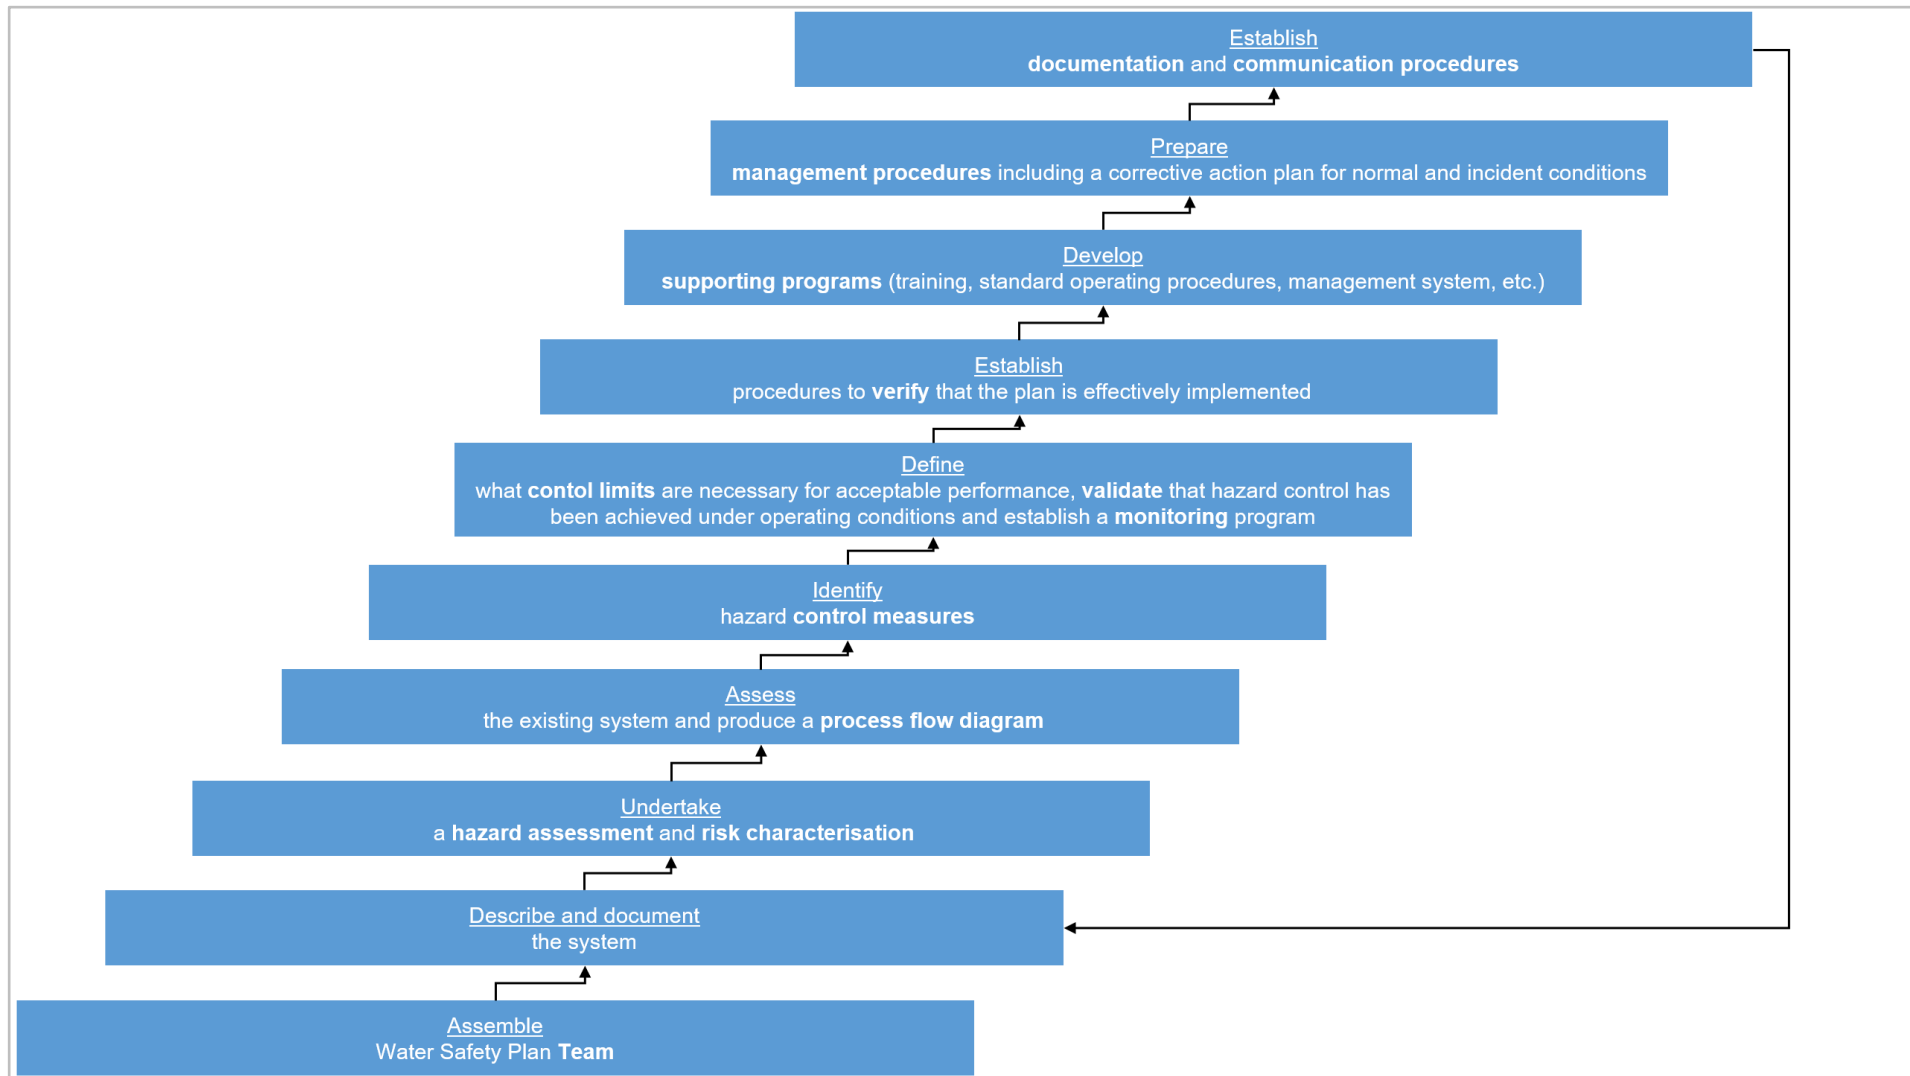 Establish
documentation and communication procedures
Prepare
management procedures including a corrective action plan for normal and incident conditions
Develop
supporting programs (training, standard operating procedures, management system, etc.)
Establish
procedures to verify that the plan is effectively implemented
Define
what contol limits are necessary for acceptable performance, validate that hazard control has
been achieved under operating conditions and establish a monitoring program
Identify
hazard control measures
Assess
the existing system and produce a process flow diagram
Undertake
a hazard assessment and risk characterisation
Describe and document
the system
Assemble
Water Safety Plan Team